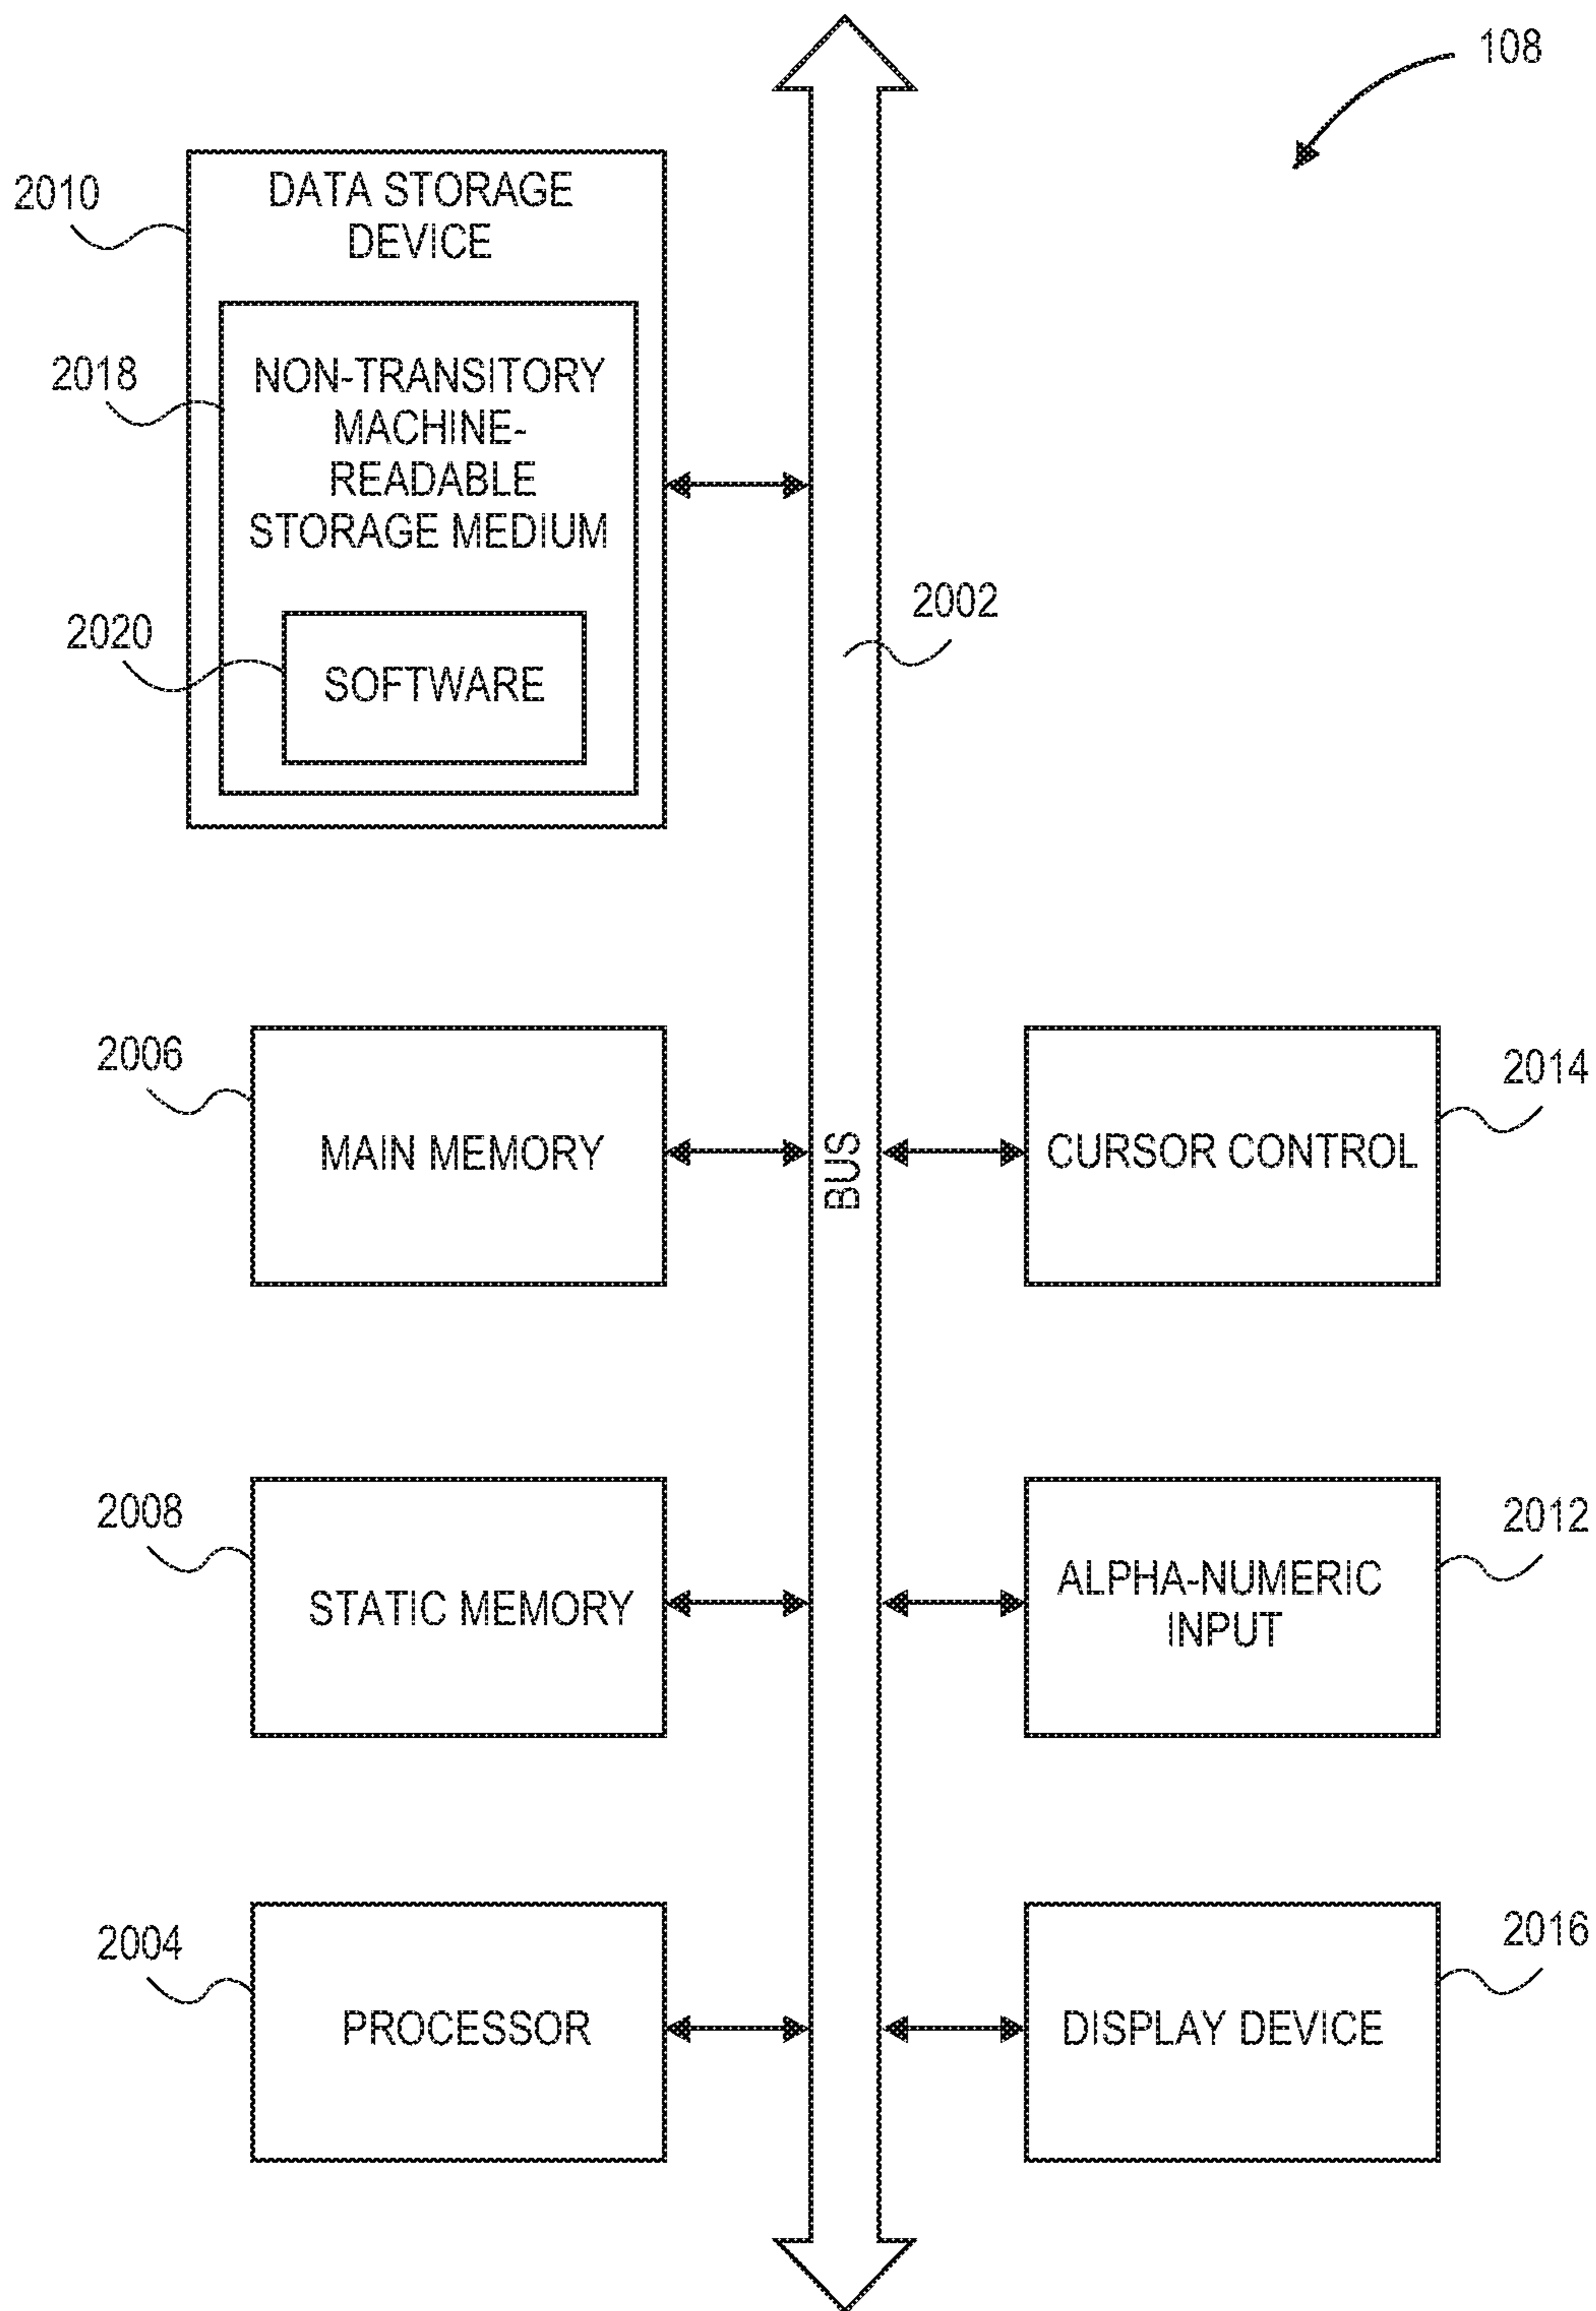 108
2010
DATA STORAGE
DEVICE
2018
NON-TRANSITORY
MACHINE-
READABLE
STORAGE MEDIUM
2020
SOFTWARE
2002
2006
MAIN MEMORY
BUS
2014
CURSOR CONTROL
2008
STATIC MEMORY
2012
ALPHA-NUMERIC
INPUT
2004
PROCESSOR
2016
DISPLAY DEVICE